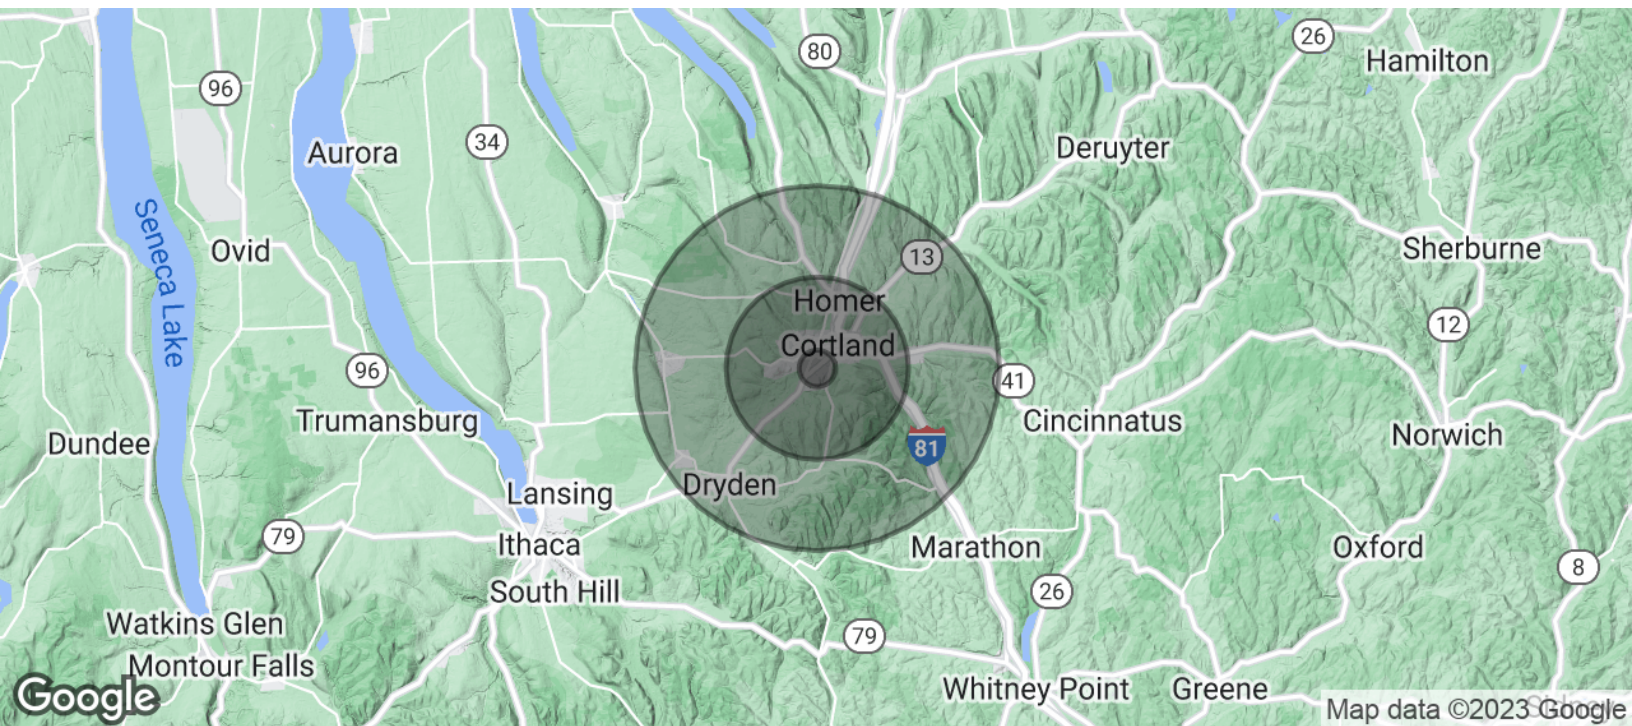 80
26
Hamilton
96
34
Aurora
Deruyter
Seneca Lake
Ovid
13
Sherburne
Homer
12
Cortland
96
41
Trumansburg
Cincinnatus
Dundee
81
Norwich
Dryden
Lansing
79
Ithaca
Marathon
Oxford
8
South Hill
26
Watkins Glen
79
Montour Falls
Google
Whitney Point
Greene
Map data ©2023 Google